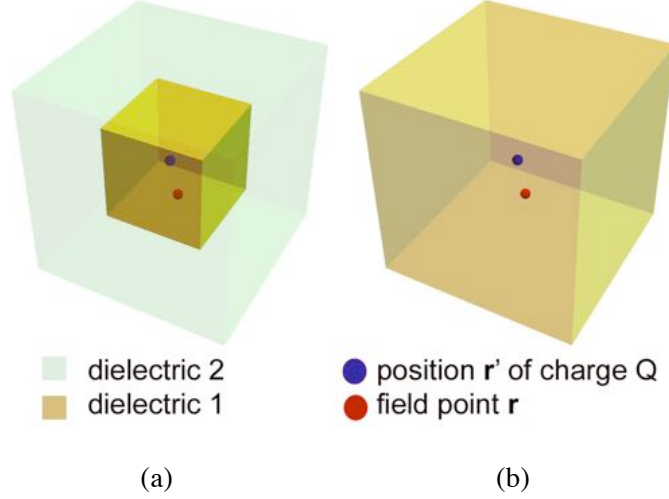 dielectric 2
position r' of charge Q
dielectric 1
field point r
(a)
(b)